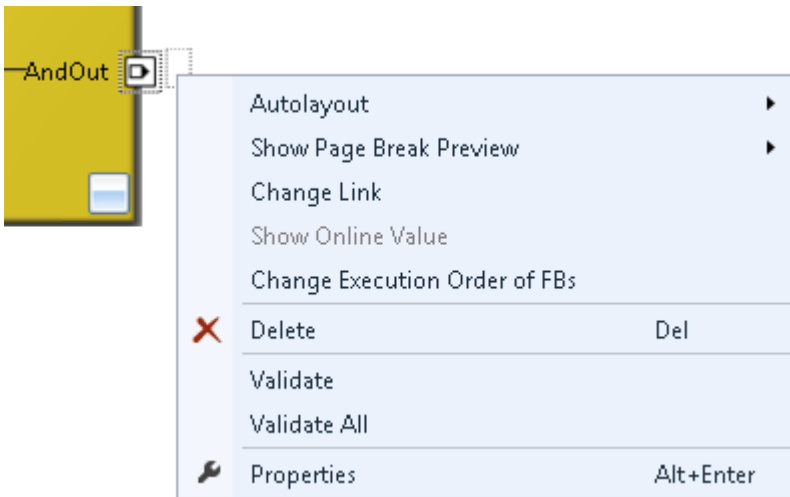 AndOut
Autolayout
Show Page Break Preview
Change Link
Show Online Value
Change Execution Order of FBs
Delete Del
Validate
Validate All
Properties Alt+Enter